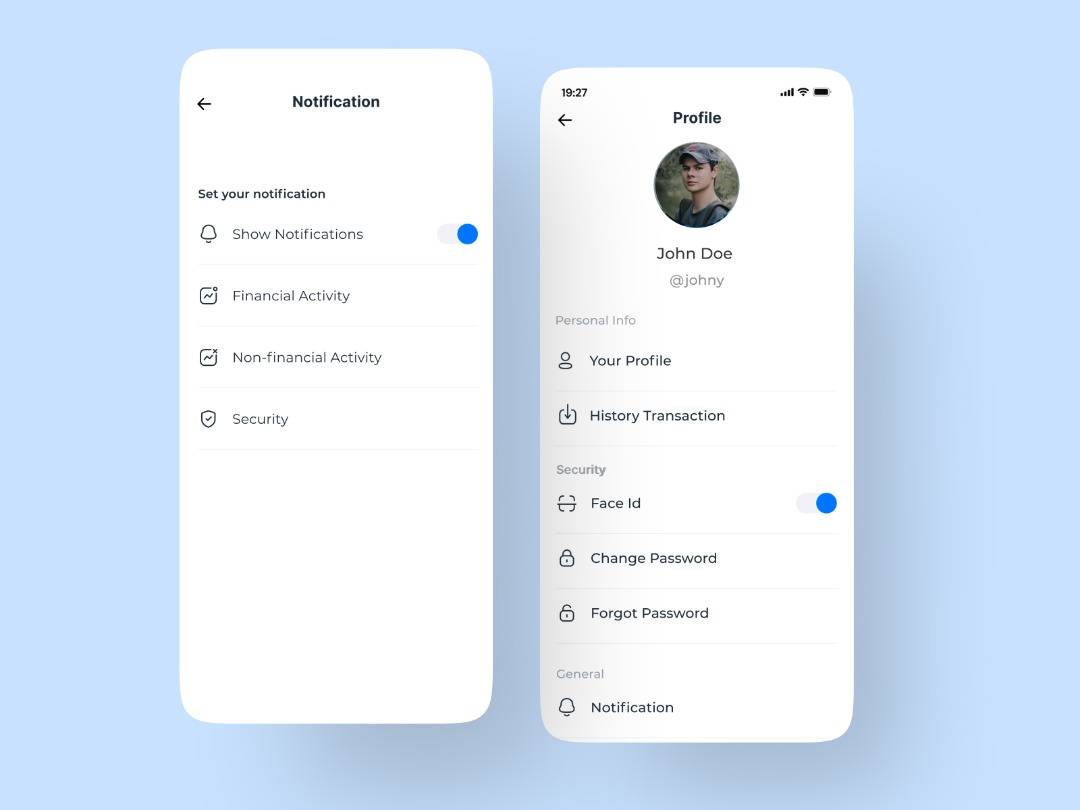 Notification
Set your notification
Show Notifications
Financial Activity
Non-financial Activity
Security
19:27
Profile
John Doe
@johny
Personal Info
Your Profile
History Transaction
Security
Face Id
Change Password
Forgot Password
General
Notification